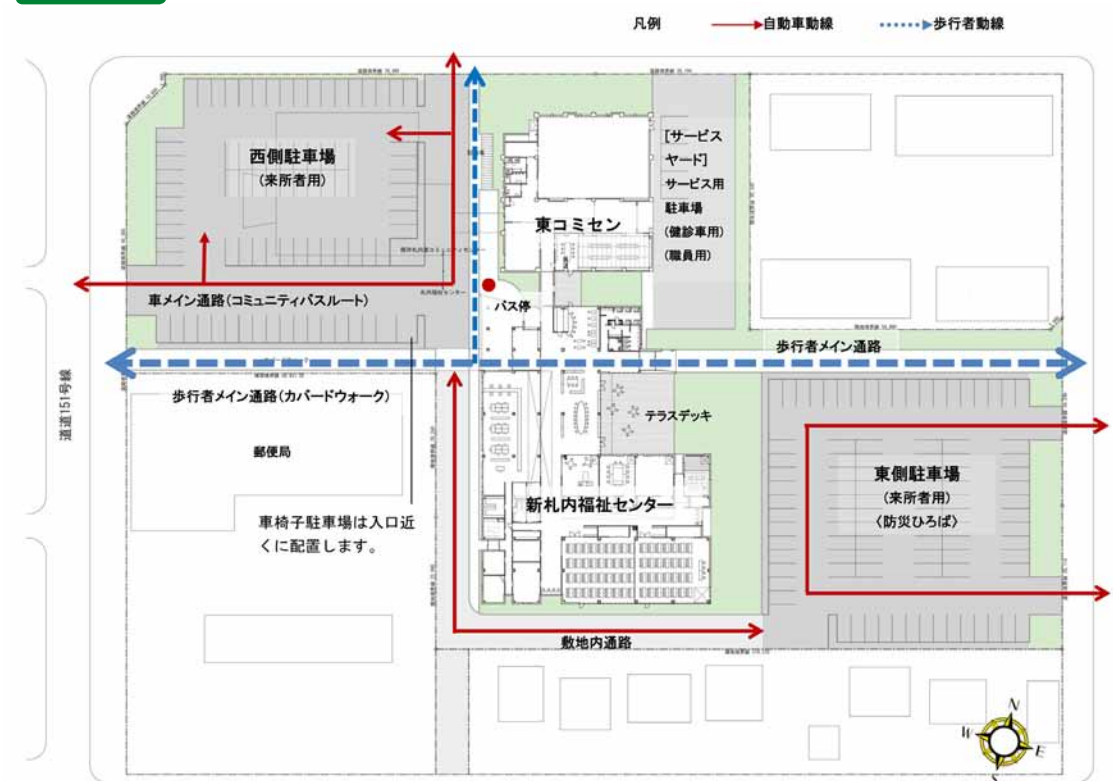 凡例
自動車動線
歩行者動線
西側駐車場
(来所者用)
[サービス
ヤード]
サービス用
駐車場
(健診車用)
(職員用)
東コミセン
バス停
車メイン通路(コミュニティバスルート)
札内福祉センター
歩行者メイン通路
歩行者メイン通路(カバードウォーク)
道道151号線
テラスデッキ
郵便局
東側駐車場
(来所者用)
〈防災ひろば〉
新札内福祉センター
車椅子駐車場は入口近
くに配置します。
敷地内通路
N
W
E
S